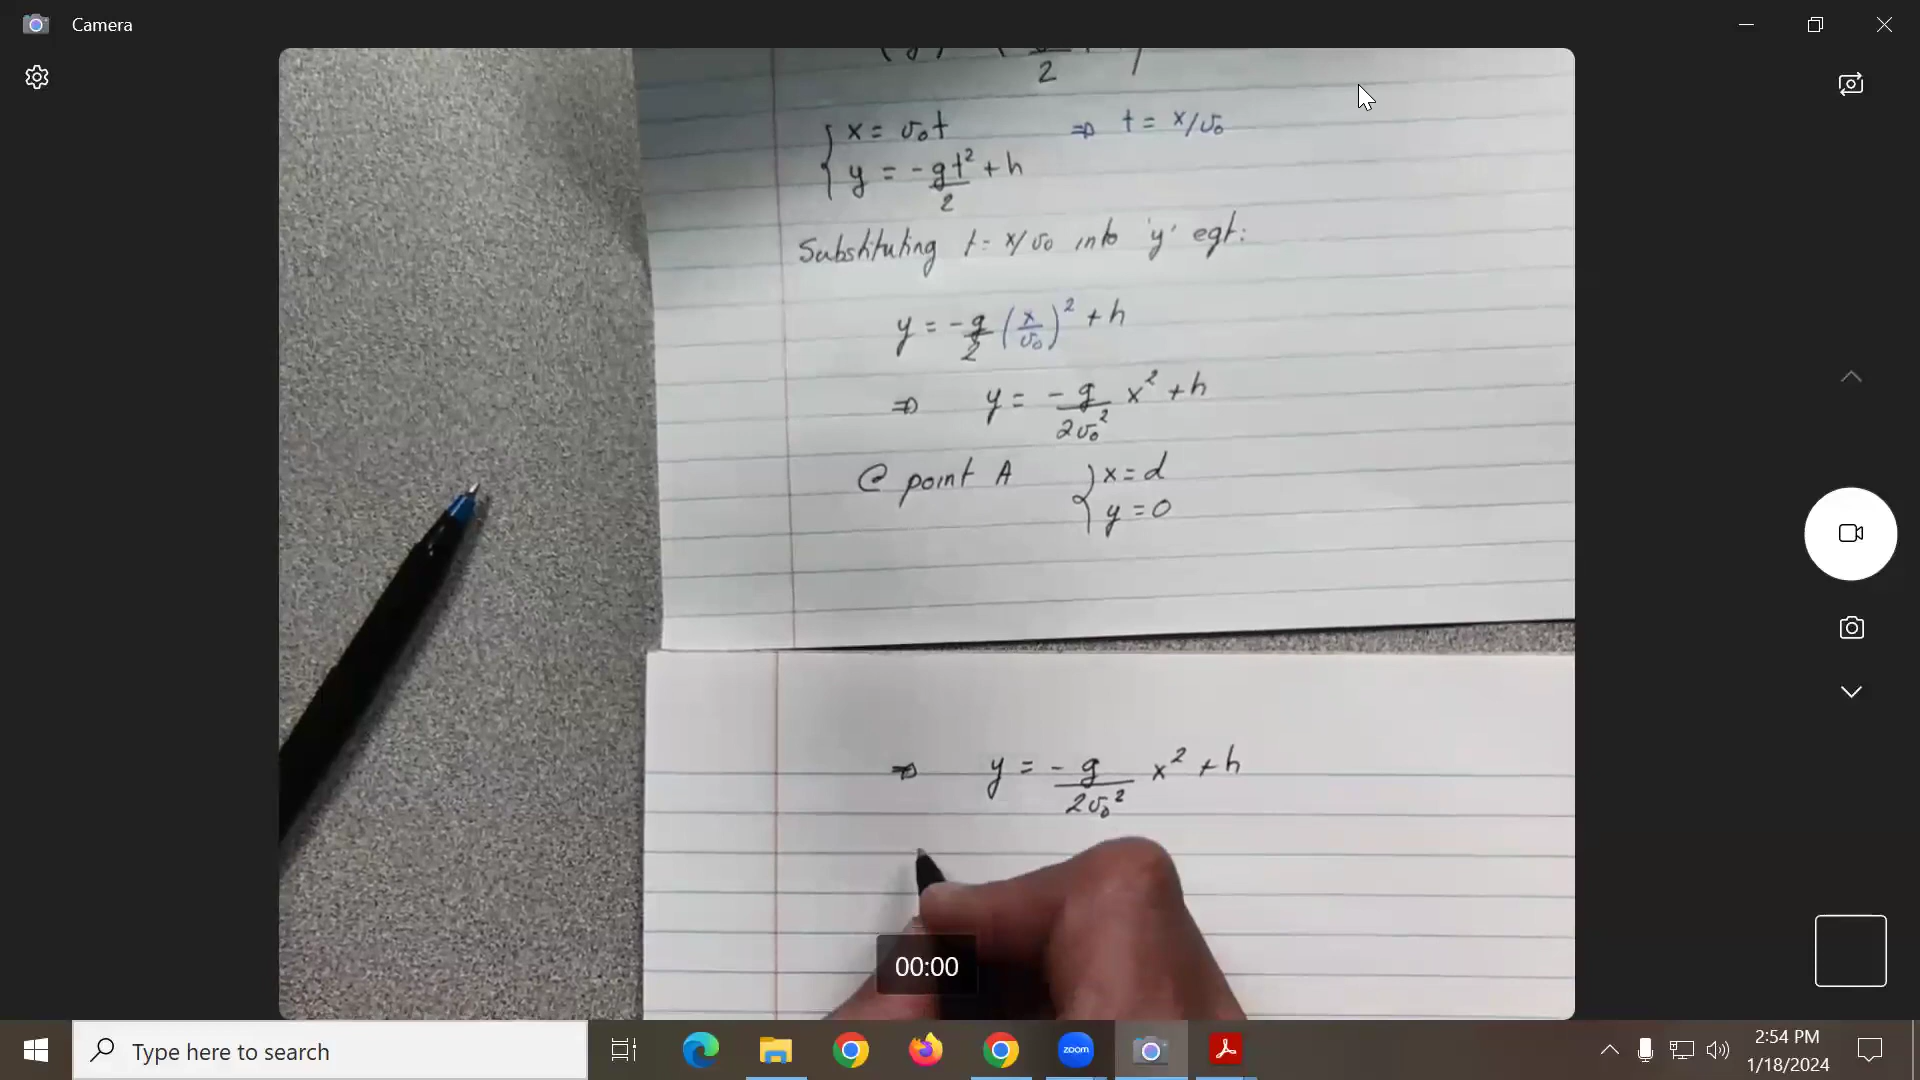 Camera
2
{ x = v₀t ⇒ t = x/v₀
y = -gt²/2 + h
Substituting t = x/v₀ into 'y' eqt:
y = -g/2 (x/v₀)² + h
⇒ y = -g/2v₀² x² + h
@ point A { x = d
y = 0
⇒ y = -g/2v₀² x² + h
00:00
Type here to search
zoom
2:54 PM
1/18/2024